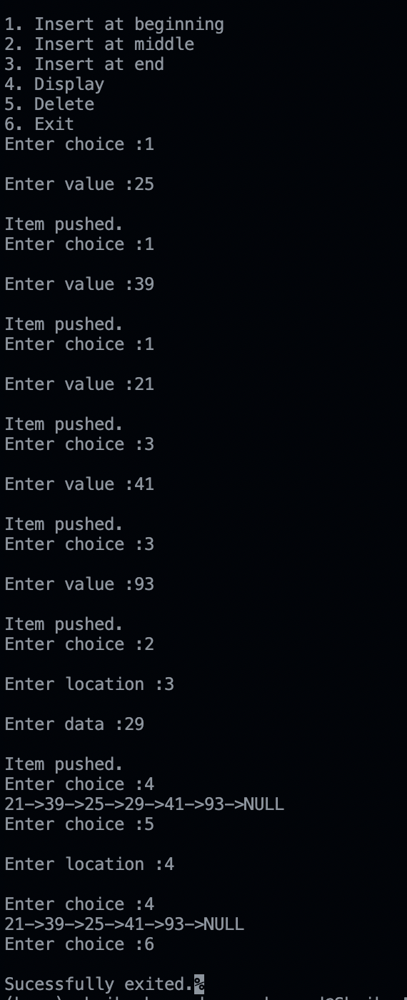 1. Insert at beginning
2. Insert at middle
3. Insert at end
4. Display
5. Delete
6. Exit
Enter choice :1
Enter value :25
Item pushed.
Enter choice :1
Enter value :39
Item pushed.
Enter choice :1
Enter value :21
Item pushed.
Enter choice :3
Enter value :41
Item pushed.
Enter choice :3
Enter value :93
Item pushed.
Enter choice :2
Enter location :3
Enter data :29
Item pushed.
Enter choice :4
21->39->25->29->41->93->NULL
Enter choice :5
Enter location :4
Enter choice :4
21->39->25->41->93->NULL
Enter choice :6
Sucessfully exited.%